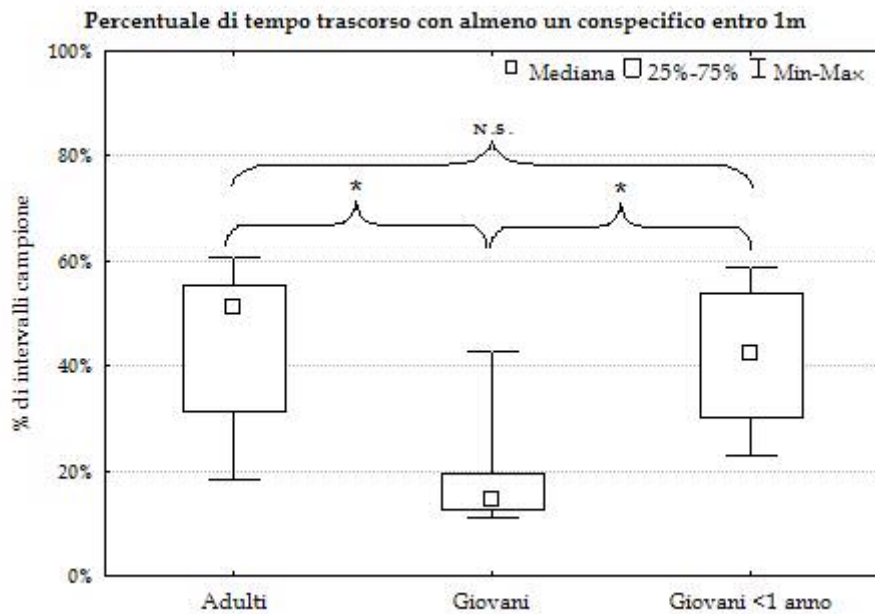 Percentuale di tempo trascorso con almeno un conspecifico entro 1m
100%
Mediana 25%-75% Min-Max
N.s.
80%
* *
60%
40%
20%
0%
% di intervalli campione
Adulti Giovani Giovani <1 anno